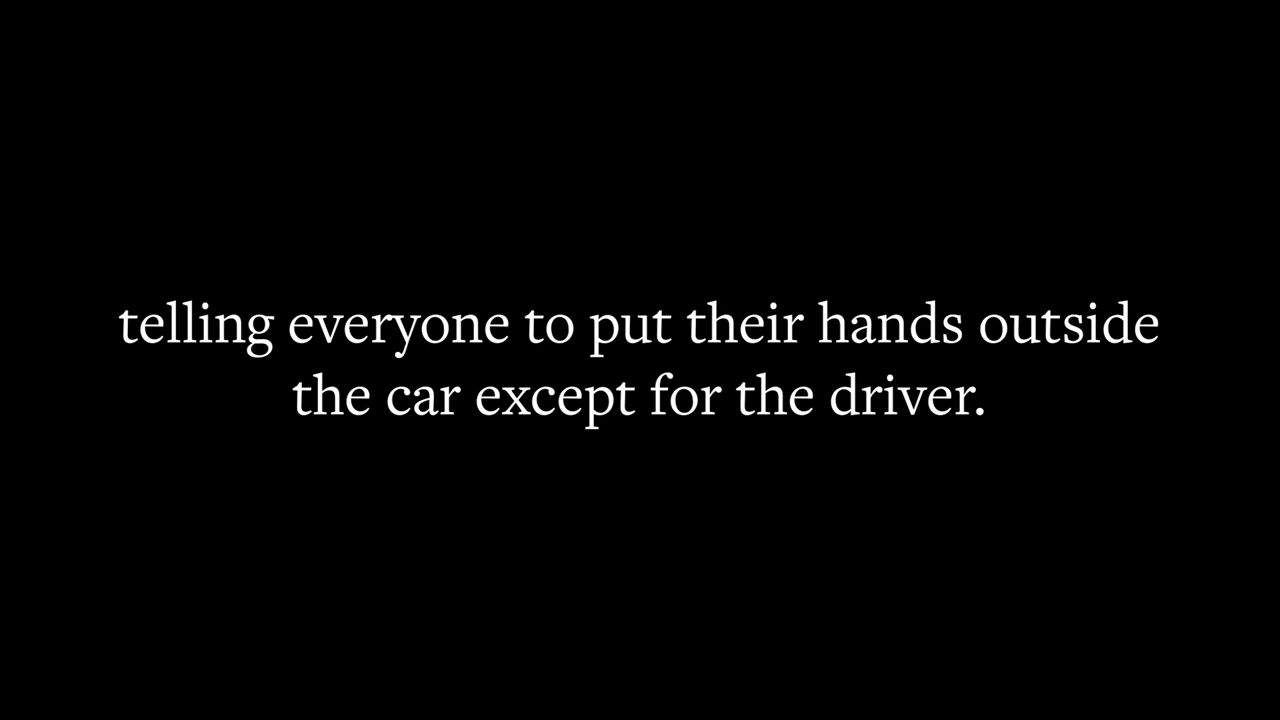 telling everyone to put their hands outside
the car except for the driver.